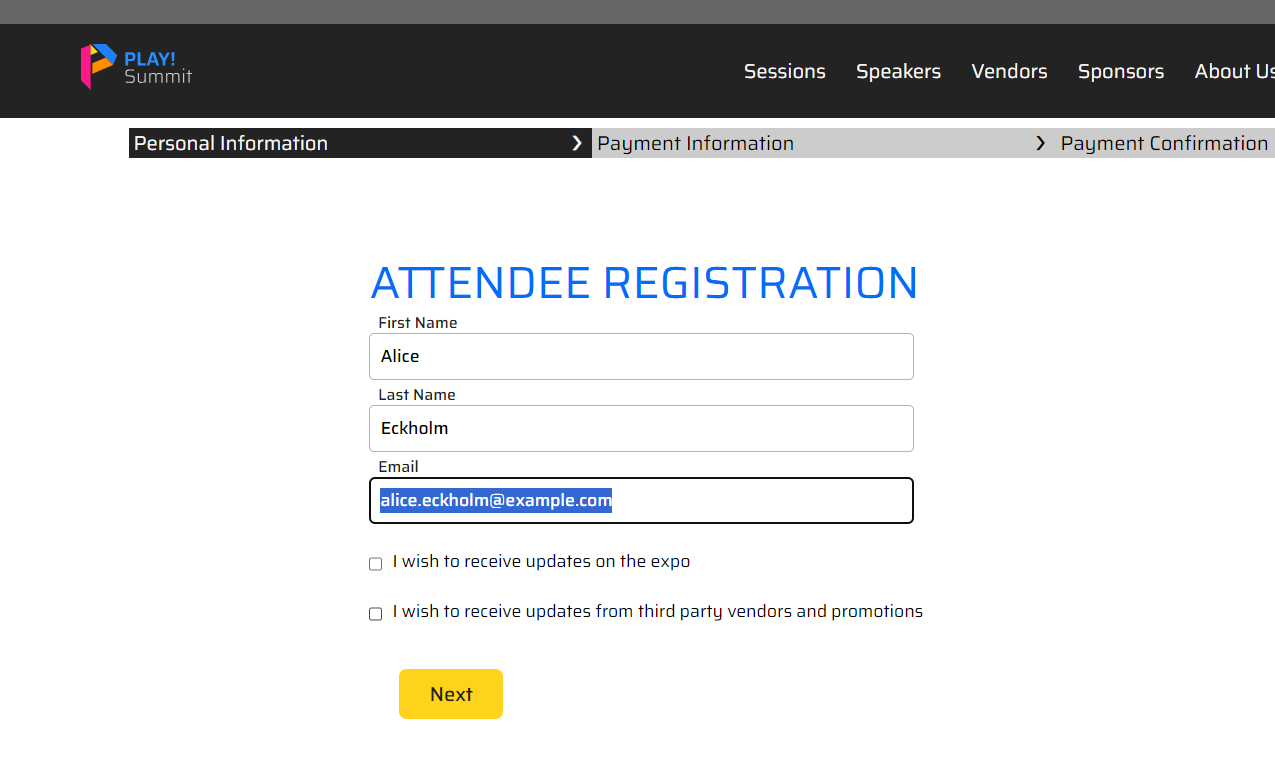 PLAY!
Summit
Sessions Speakers Vendors Sponsors About Us
Personal Information ❯ Payment Information ❯ Payment Confirmation
ATTENDEE REGISTRATION
First Name
Alice
Last Name
Eckholm
Email
alice.eckholm@example.com
I wish to receive updates on the expo
I wish to receive updates from third party vendors and promotions
Next